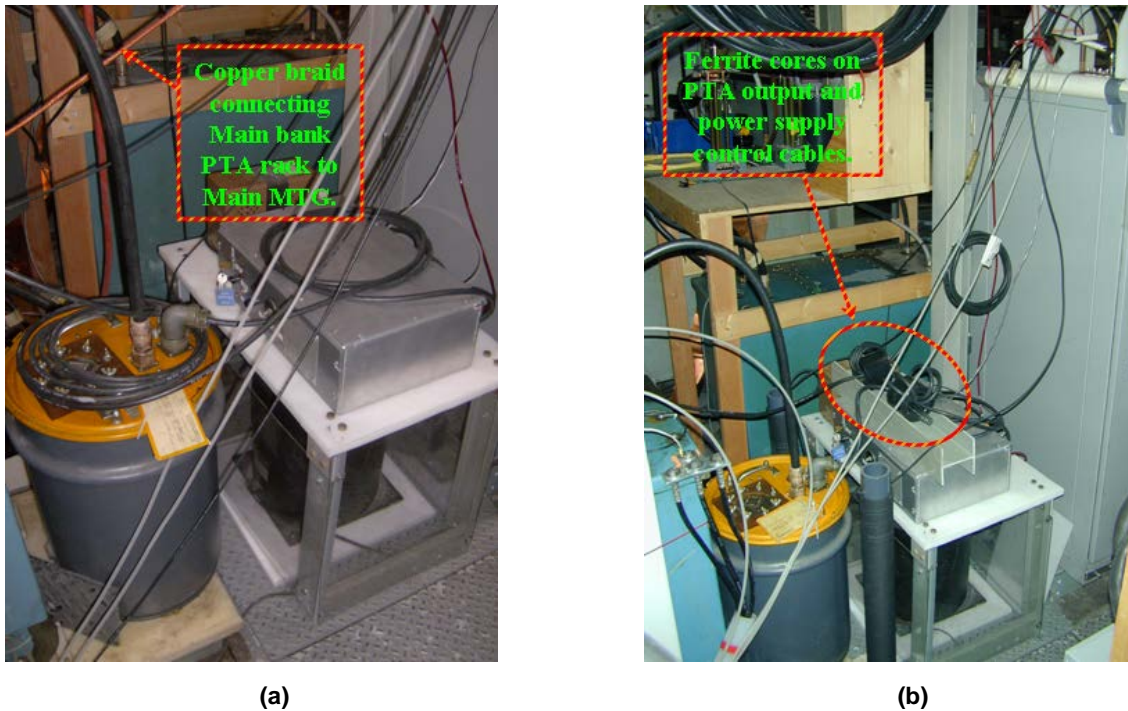 Copper braid
connecting
Main bank
PTA rack to
Main MTG.
Ferrite cores on
PTA output and
power supply
control cables.
(a)
(b)